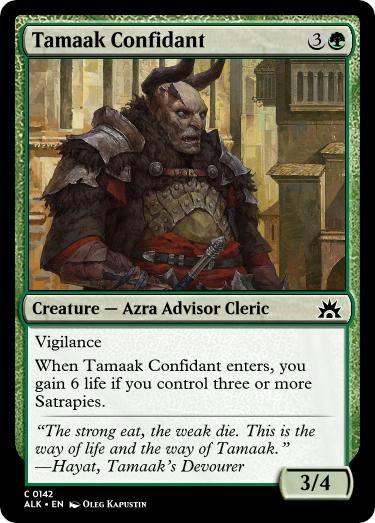 Tamaak Confidant 3
Creature — Azra Advisor Cleric
Vigilance
When Tamaak Confidant enters, you
gain 6 life if you control three or more
Satrapies.
“The strong eat, the weak die. This is the
way of life and the way of Tamaak.”
—Hayat, Tamaak's Devourer
3/4
C 0142
ALK • EN Oleg Kapustin